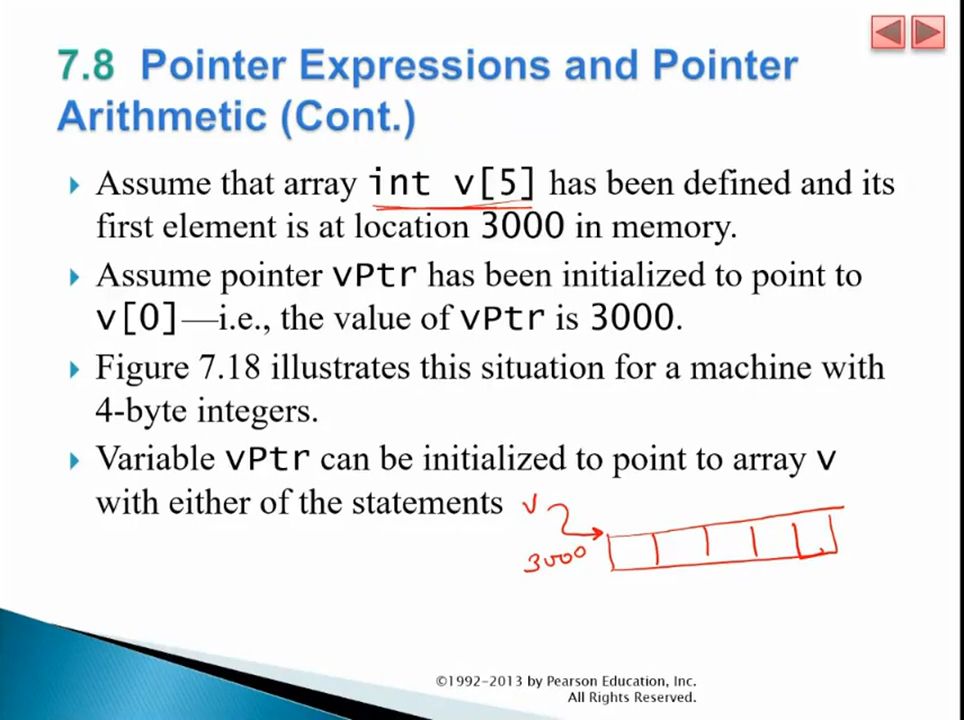 7.8 Pointer Expressions and Pointer
Arithmetic (Cont.)
Assume that array int v[5] has been defined and its
first element is at location 3000 in memory.
Assume pointer vPtr has been initialized to point to
v[0]—i.e., the value of vPtr is 3000.
Figure 7.18 illustrates this situation for a machine with
4-byte integers.
Variable vPtr can be initialized to point to array v
with either of the statements
v
3000
©1992-2013 by Pearson Education, Inc.
All Rights Reserved.